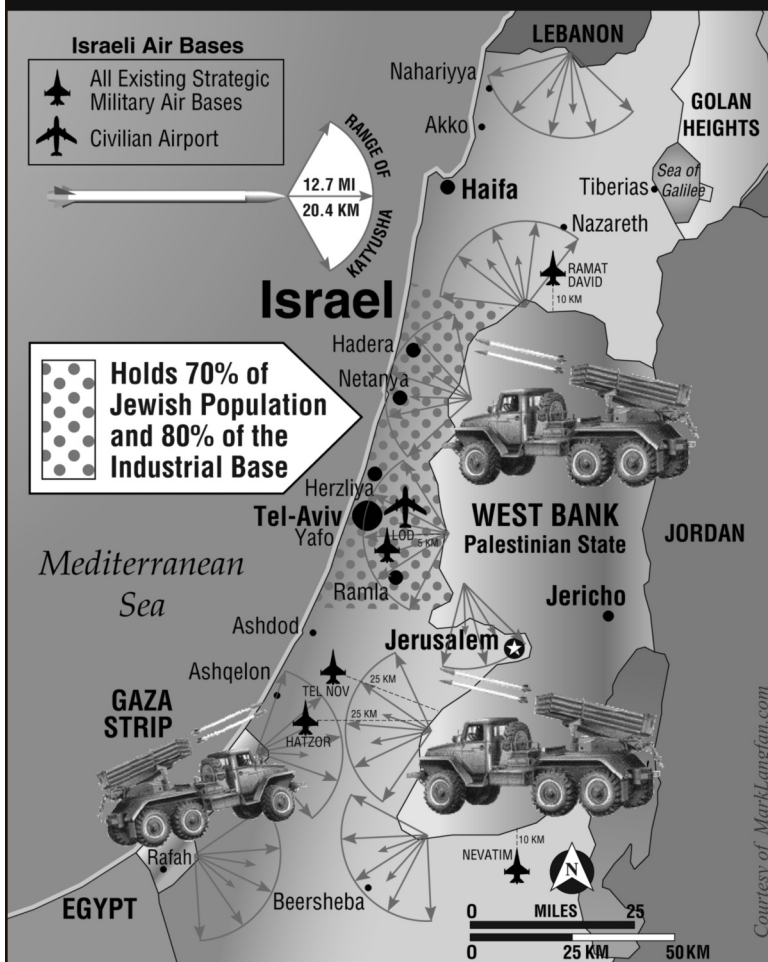 LEBANON
Israeli Air Bases
All Existing Strategic
Military Air Bases
Civilian Airport
Nahariyya
Akko
GOLAN
HEIGHTS
RANGE OF
12.7 MI
20.4 KM
KATYUSHA
Haifa
Tiberias
Sea of
Galilee
Nazareth
RAMAT
DAVID
10 KM
Israel
Hadera
Netanya
Holds 70% of
Jewish Population
and 80% of the
Industrial Base
Herzliya
Tel-Aviv
Yafo
LOD
5 KM
WEST BANK
Palestinian State
JORDAN
Mediterranean
Sea
Ramla
Jericho
Ashdod
Jerusalem
Ashqelon
TEL NOV
25 KM
GAZA
STRIP
25 KM
HATZOR
Rafah
10 KM
NEVATIM
N
Beersheba
EGYPT
0 MILES 25
0 25 KM 50 KM
Courtesy of MarkLangfan.com